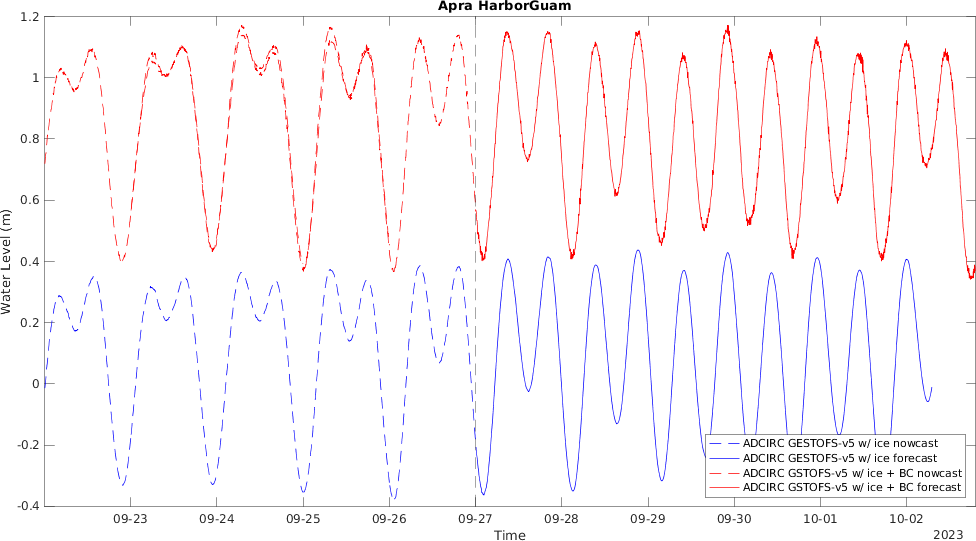 Apra HarborGuam
1.2
1
0.8
0.6
0.4
0.2
0
-0.2
-0.4
Water Level (m)
ADCIRC GESTOFS-v5 w/ ice nowcast
ADCIRC GESTOFS-v5 w/ ice forecast
ADCIRC GSTOFS-v5 w/ ice + BC nowcast
ADCIRC GSTOFS-v5 w/ ice + BC forecast
09-23 09-24 09-25 09-26 09-27 09-28 09-29 09-30 10-01 10-02
Time
2023